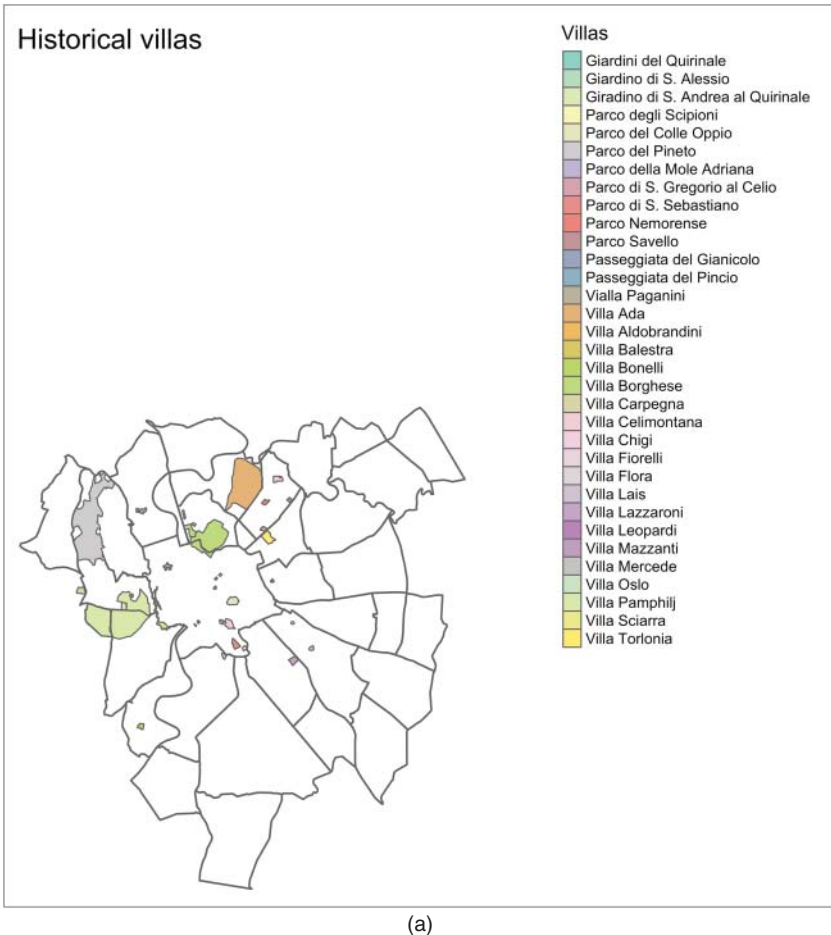 Historical villas
Villas
Giardini del Quirinale
Giardino di S. Alessio
Giradino di S. Andrea al Quirinale
Parco degli Scipioni
Parco del Colle Oppio
Parco del Pineto
Parco della Mole Adriana
Parco di S. Gregorio al Celio
Parco di S. Sebastiano
Parco Nemorense
Parco Savello
Passeggiata del Gianicolo
Passeggiata del Pincio
Vialla Paganini
Villa Ada
Villa Aldobrandini
Villa Balestra
Villa Bonelli
Villa Borghese
Villa Carpegna
Villa Celimontana
Villa Chigi
Villa Fiorelli
Villa Flora
Villa Lais
Villa Lazzaroni
Villa Leopardi
Villa Mazzanti
Villa Mercede
Villa Oslo
Villa Pamphilj
Villa Sciarra
Villa Torlonia
(a)